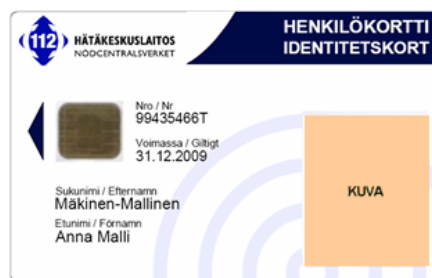 112
HÄTÄKESKUSLAITOS
NÖDCENTRALSVERKET
HENKILÖKORTTI
IDENTITETSKORT
Nro / Nr
99435466T
Voimassa / Giltigt
31.12.2009
Sukunimi / Efternamn
Mäkinen-Mallinen
Etunimi / Förnamn
Anna Malli
KUVA